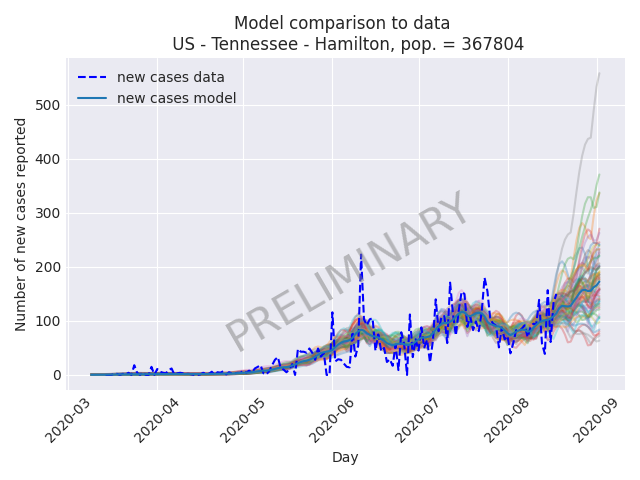 Model comparison to data
US - Tennessee - Hamilton, pop. = 367804
new cases data
new cases model
Number of new cases reported
500
400
300
200
100
0
PRELIMINARY
2020-03
2020-04
2020-05
2020-06
2020-07
2020-08
2020-09
Day